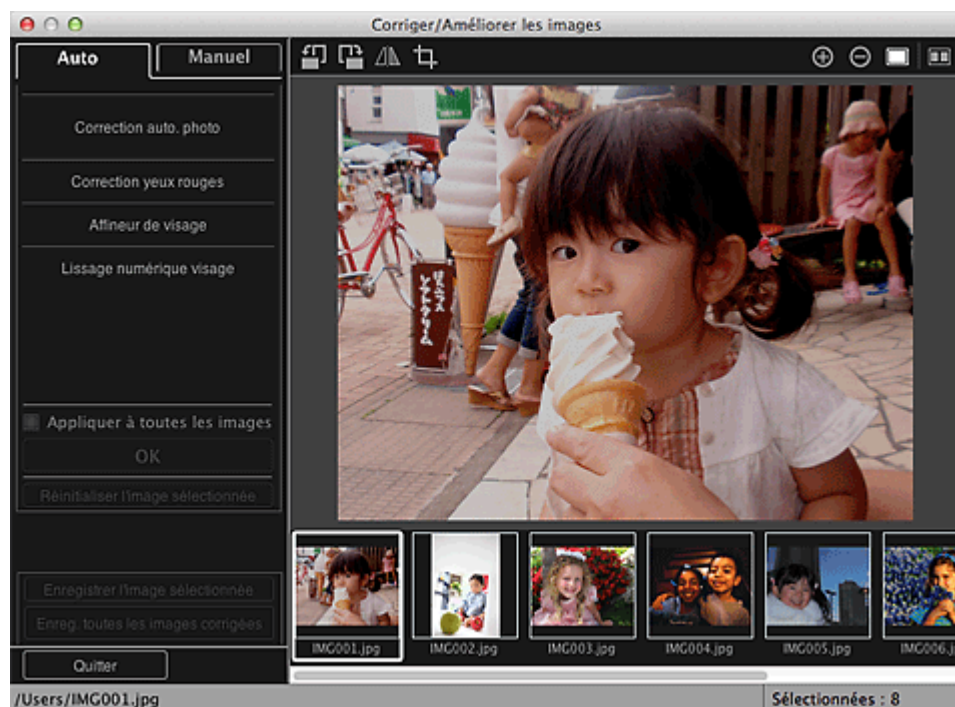 Corriger/Améliorer les images
Auto
Manuel
Correction auto. photo
Correction yeux rouges
Affineur de visage
Lissage numérique visage
Appliquer à toutes les images
OK
Réinitialiser l'image sélectionnée
Enregistrer l'image sélectionnée
Enreg. toutes les images corrigées
Quitter
IMG001.jpg
IMG002.jpg
IMG003.jpg
IMG004.jpg
IMG005.jpg
/Users/IMG001.jpg
Sélectionnées : 8